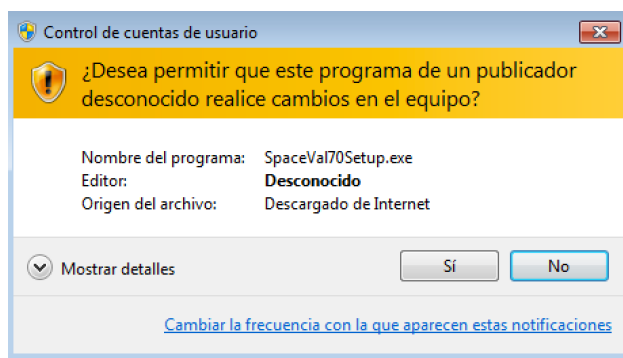 Control de cuentas de usuario
¿Desea permitir que este programa de un publicador
desconocido realice cambios en el equipo?
Nombre del programa: SpaceVal70Setup.exe
Editor: Desconocido
Origen del archivo: Descargado de Internet
Mostrar detalles Sí No
Cambiar la frecuencia con la que aparecen estas notificaciones